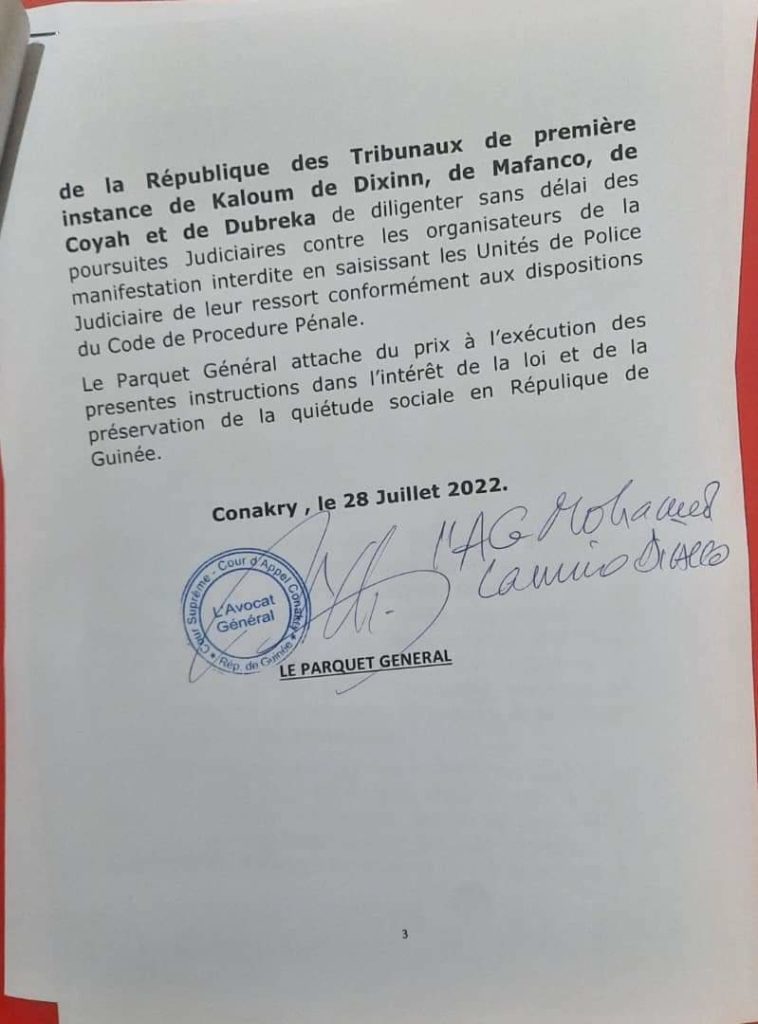 de la République des Tribunaux de première
instance de Kaloum de Dixinn, de Mafanco, de
Coyah et de Dubreka de diligenter sans délai des
poursuites Judiciaires contre les organisateurs de la
manifestation interdite en saisissant les Unités de Police
Judiciaire de leur ressort conformément aux dispositions
du Code de Procedure Pénale.
Le Parquet Général attache du prix à l'exécution des
presentes instructions dans l'intérêt de la loi et de la
préservation de la quiétude sociale en Répulique de
Guinée.
Conakry , le 28 Juillet 2022.
AG Mohamed
Lamine Diallo
Cour Suprême - Cour d'Appel Conakry
L'Avocat
Général
Rép. de Guinée
LE PARQUET GENERAL
3